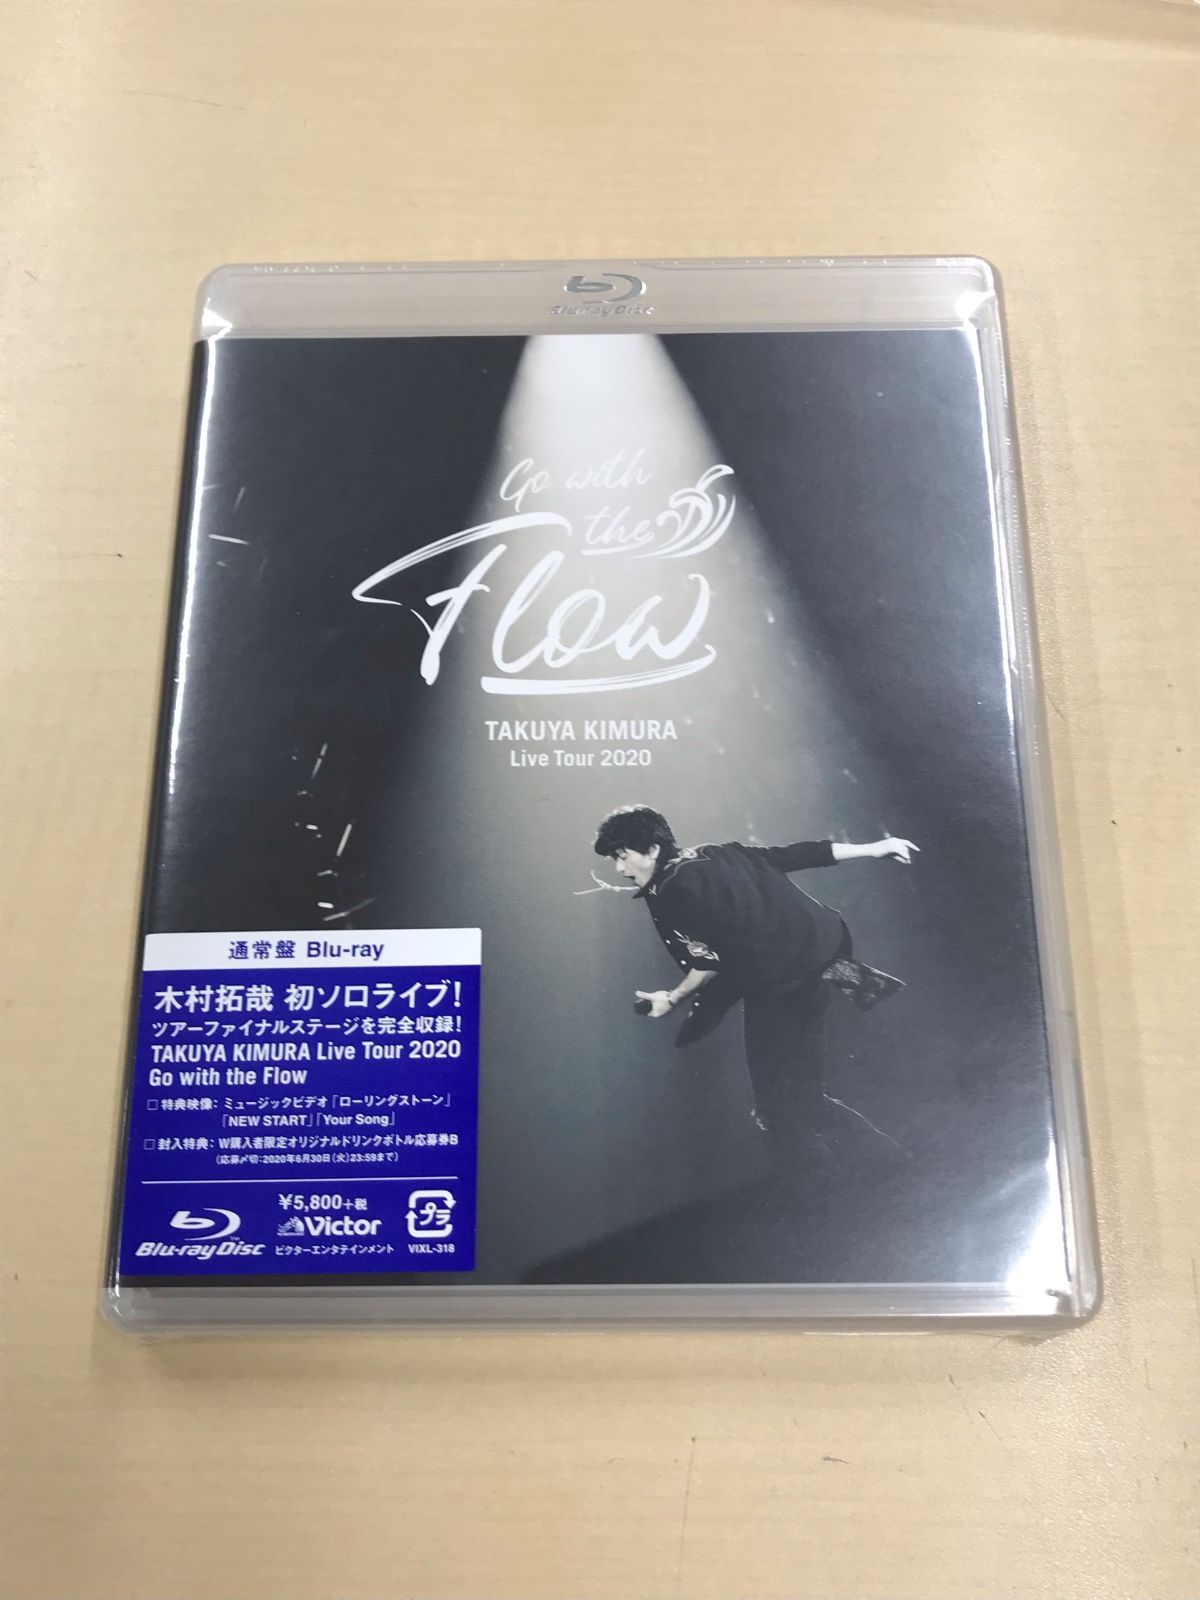 Blu-ray Disc
Go with
the
Flow
TAKUYA KIMURA
Live Tour 2020
通常盤 Blu-ray
木村拓哉 初ソロライブ!
ツアーファイナルステージを完全収録!
TAKUYA KIMURA Live Tour 2020
Go with the Flow
□ 特典映像: ミュージックビデオ「ローリングストーン」
「NEW START」「Your Song」
□ 封入特典: W購入者限定オリジナルドリンクボトル応募券B
(応募〆切:2020年6月30日(火)23:59まで)
Blu-ray Disc™
¥5,800+税
Victor
ビクターエンタテインメント
プラ
VIXL-318